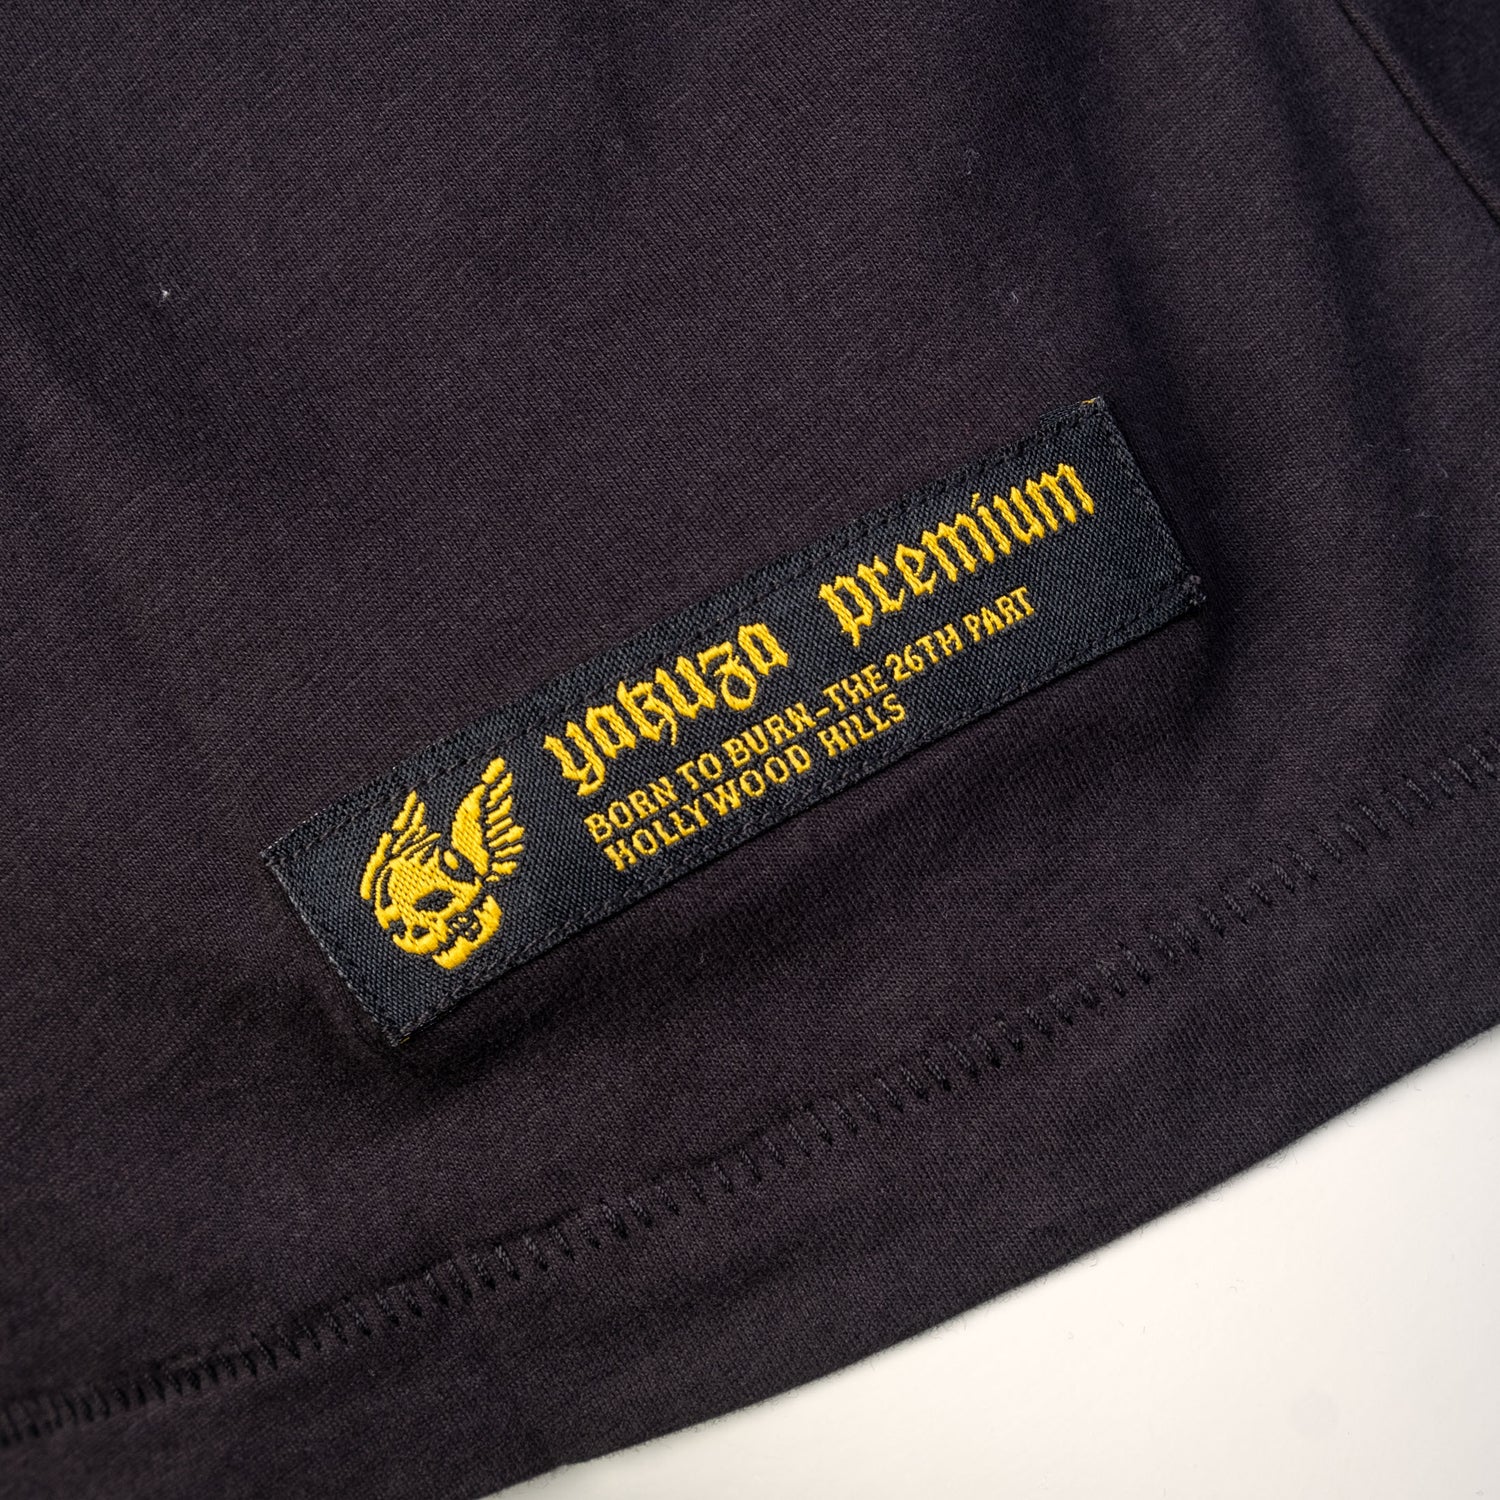 yakuza premium
BORN TO BURN-THE 26TH PART
HOLLYWOOD HILLS